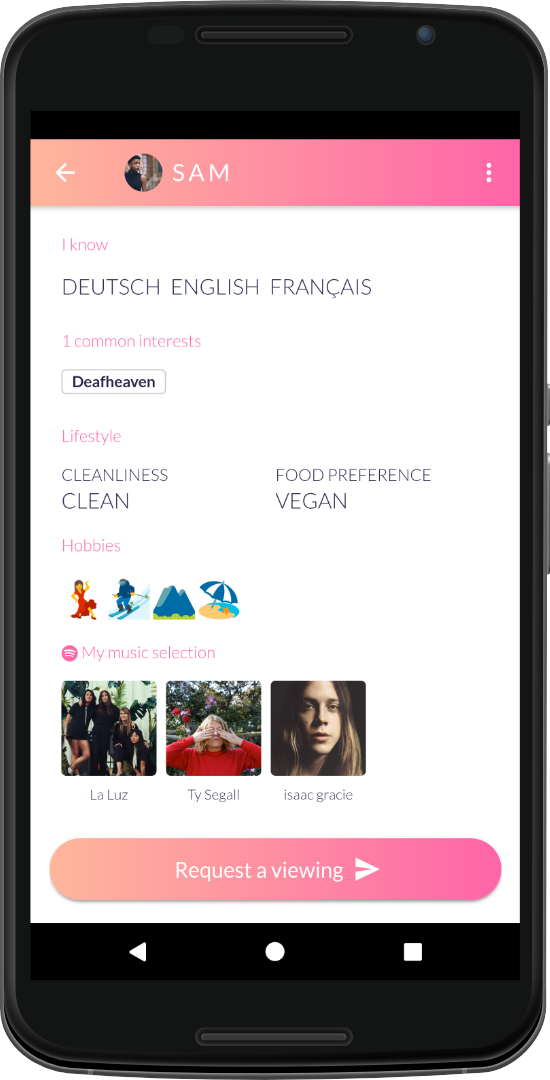 SAM
I know
DEUTSCH ENGLISH FRANÇAIS
1 common interests
Deafheaven
Lifestyle
CLEANLINESS FOOD PREFERENCE
CLEAN VEGAN
Hobbies
My music selection
La Luz Ty Segall isaac gracie
Request a viewing